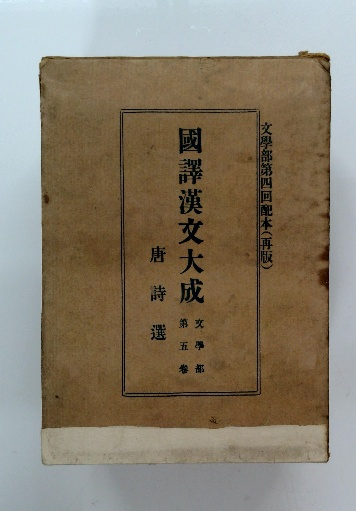 文學部第四回配本(再版)
國譯漢文大成
文學部
第五卷
唐詩選